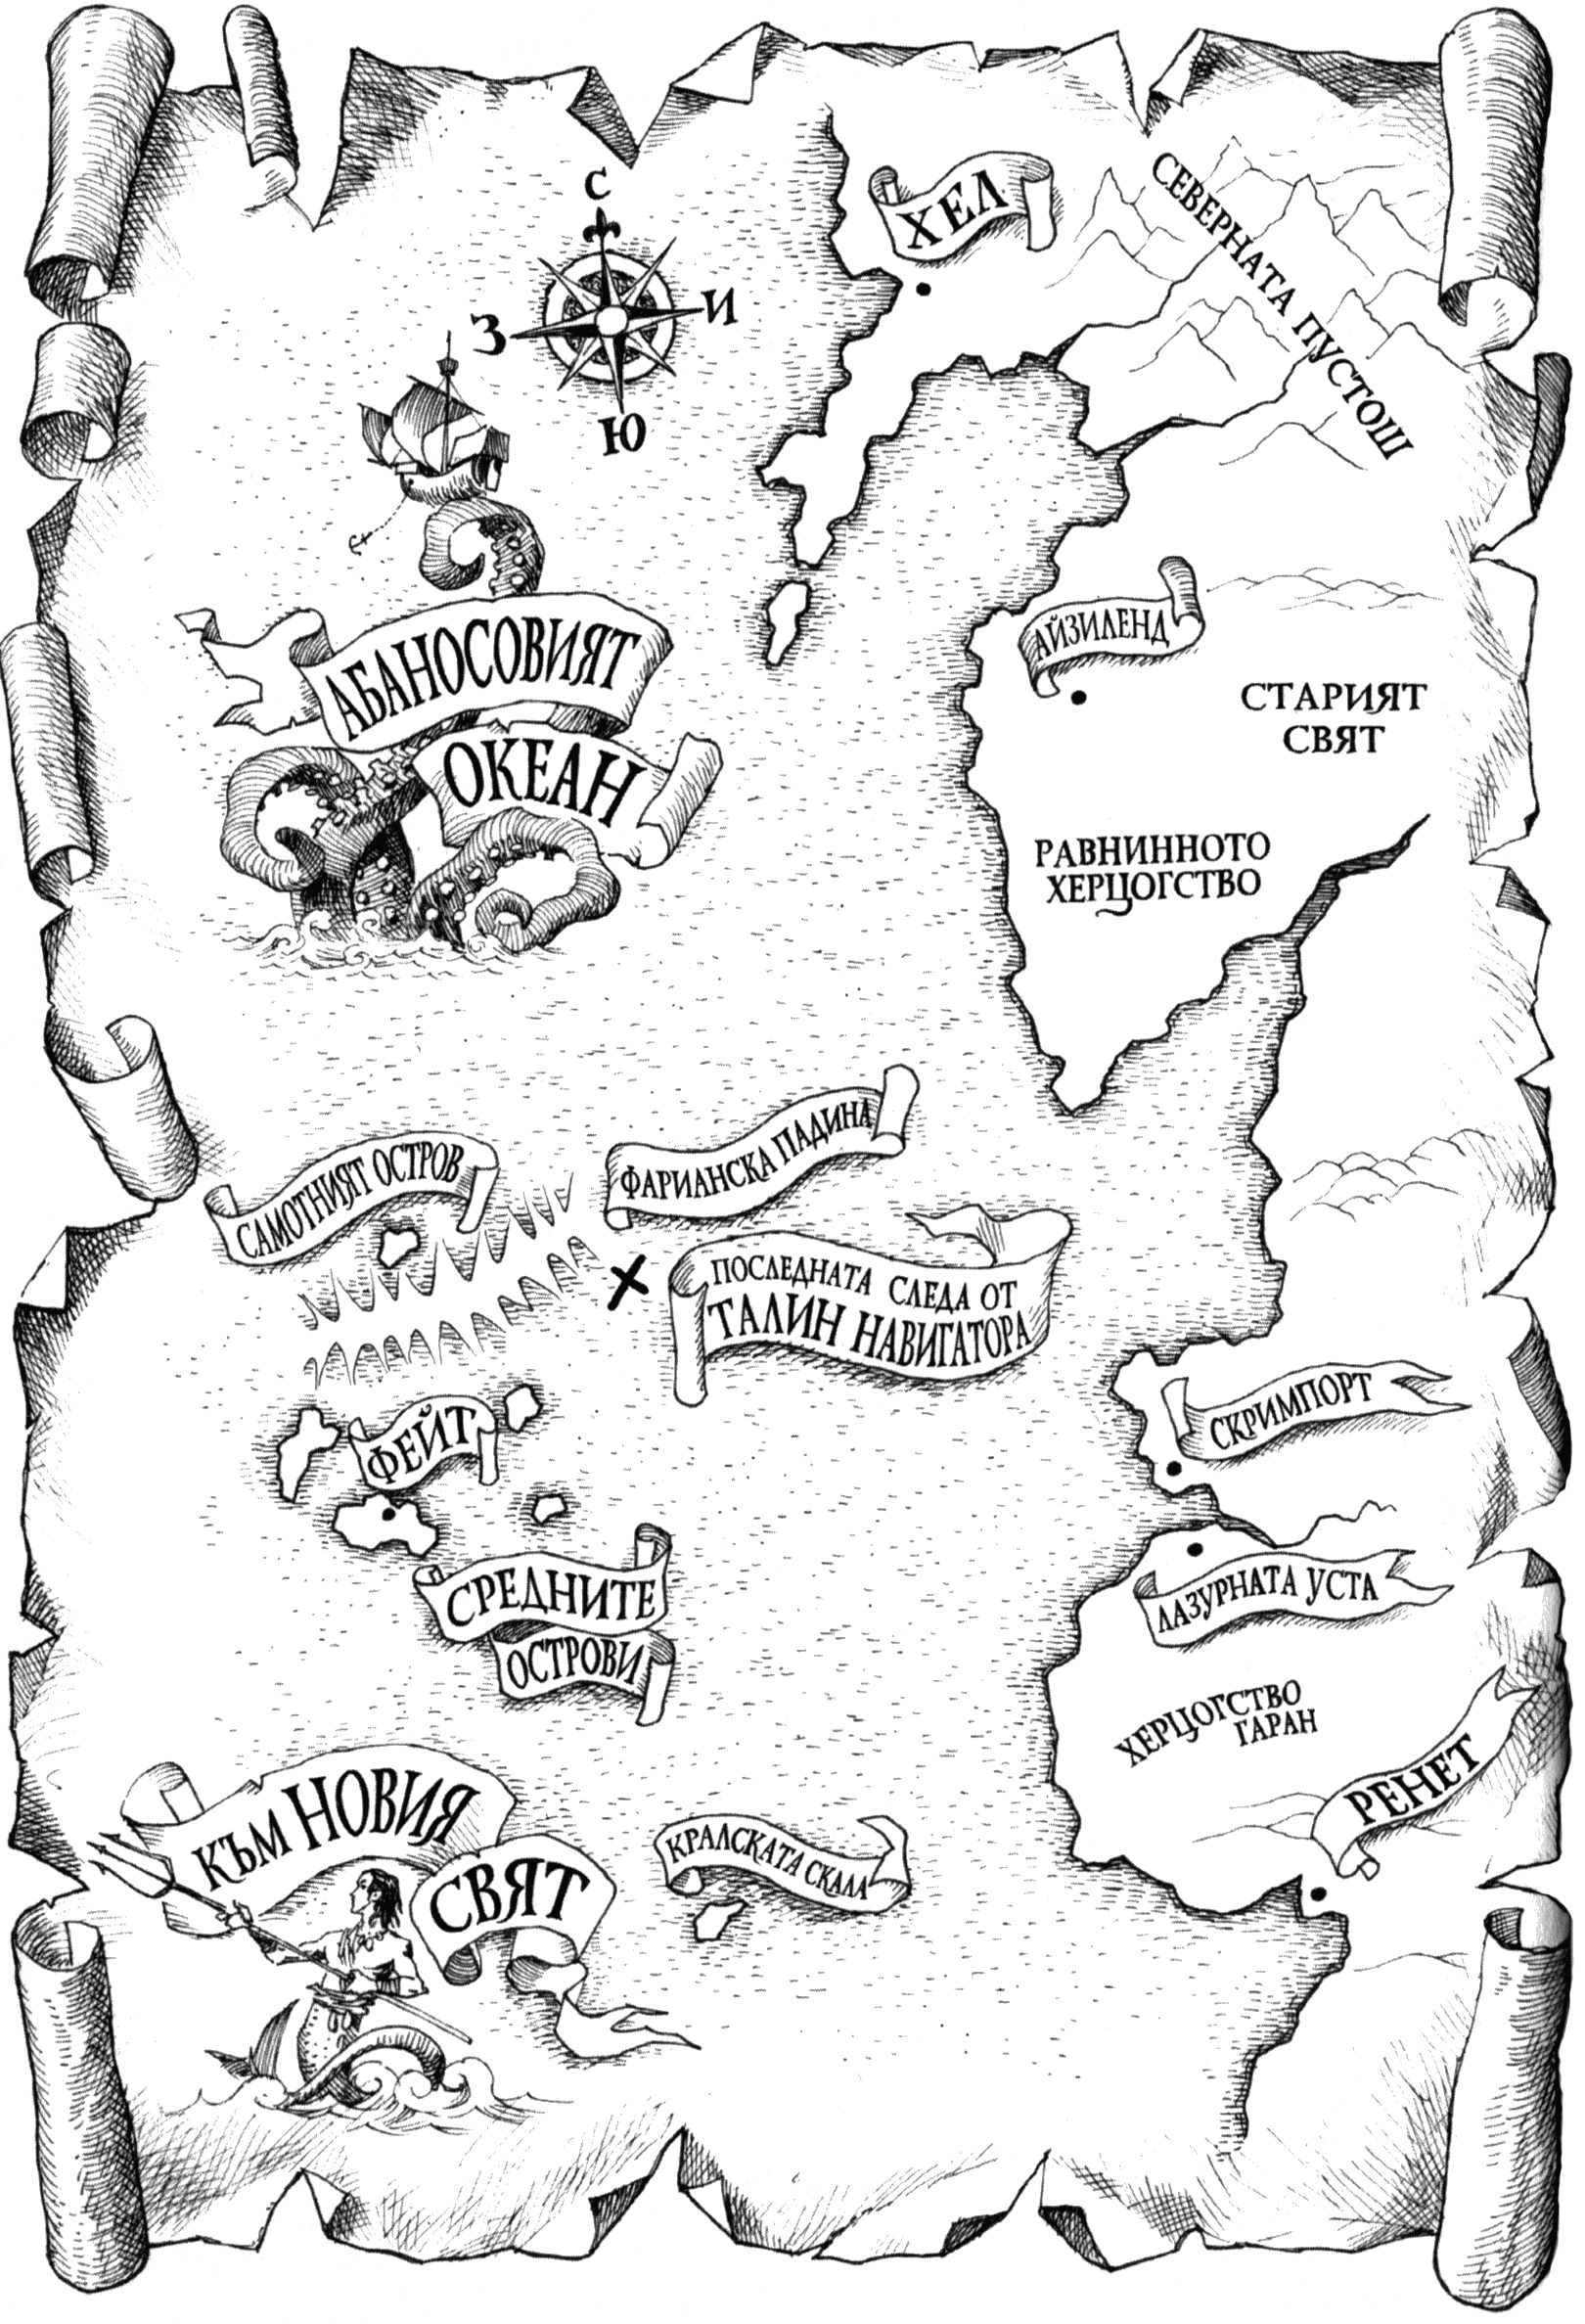 С
З
И
Ю
ХЕЛ
СЕВЕРНАТА ПУСТОШ
АБАНОСОВИЯТ
ОКЕАН
АЙЗИЛЕНД
СТАРИЯТ
СВЯТ
РАВНИННОТО
ХЕРЦОГСТВО
САМОТНИЯТ ОСТРОВ
ФАРИАНСКА ПАДИНА
ПОСЛЕДНАТА СЛЕДА ОТ
ТАЛИН НАВИГАТОРА
ФЕЙТ
СКРИМПОРТ
СРЕДНИТЕ
ОСТРОВИ
ЛАЗУРНАТА УСТА
ХЕРЦОГСТВО
ГАРАН
РЕНЕТ
КЪМ НОВИЯ
СВЯТ
КРАЛСКАТА СКАЛА